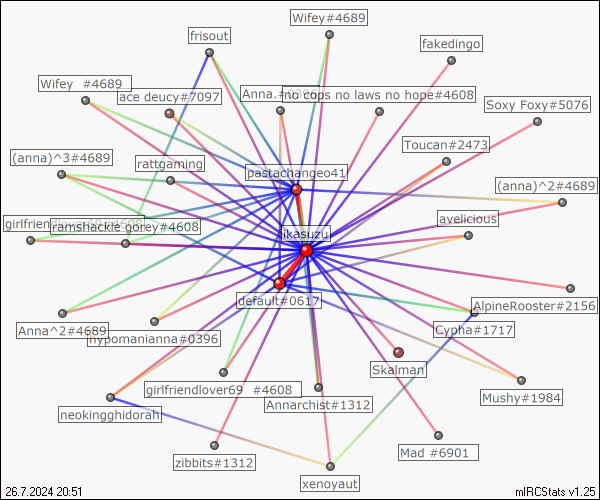 Wifey#4689
frisout
fakedingo
Wifey #4689
ace deucy#7097
Anna.
no cops no laws no hope#4608
Soxy Foxy#5076
Toucan#2473
(anna)^3#4689
rattgaming
pastachangeo41
(anna)^2#4689
girlfriendlover69#4608
ramshackle gorey#4608
ikasuzu
avelicious
default#0617
AlpineRooster#2156
Anna^2#4689
hypomanianna#0396
Cypha#1717
Skalman
girlfriendlover69 #4608
Annarchist#1312
Mushy#1984
neokingghidorah
zibbits#1312
Mad #6901
xenoyaut
26.7.2024 20:51
mIRCStats v1.25